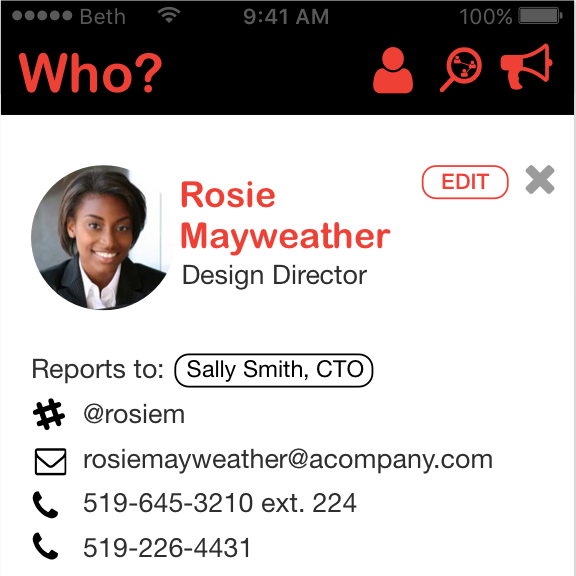 Beth 9:41 AM 100%
Who?
EDIT
Rosie
Mayweather
Design Director
Reports to: Sally Smith, CTO
@rosiem
rosiemayweather@acompany.com
519-645-3210 ext. 224
519-226-4431